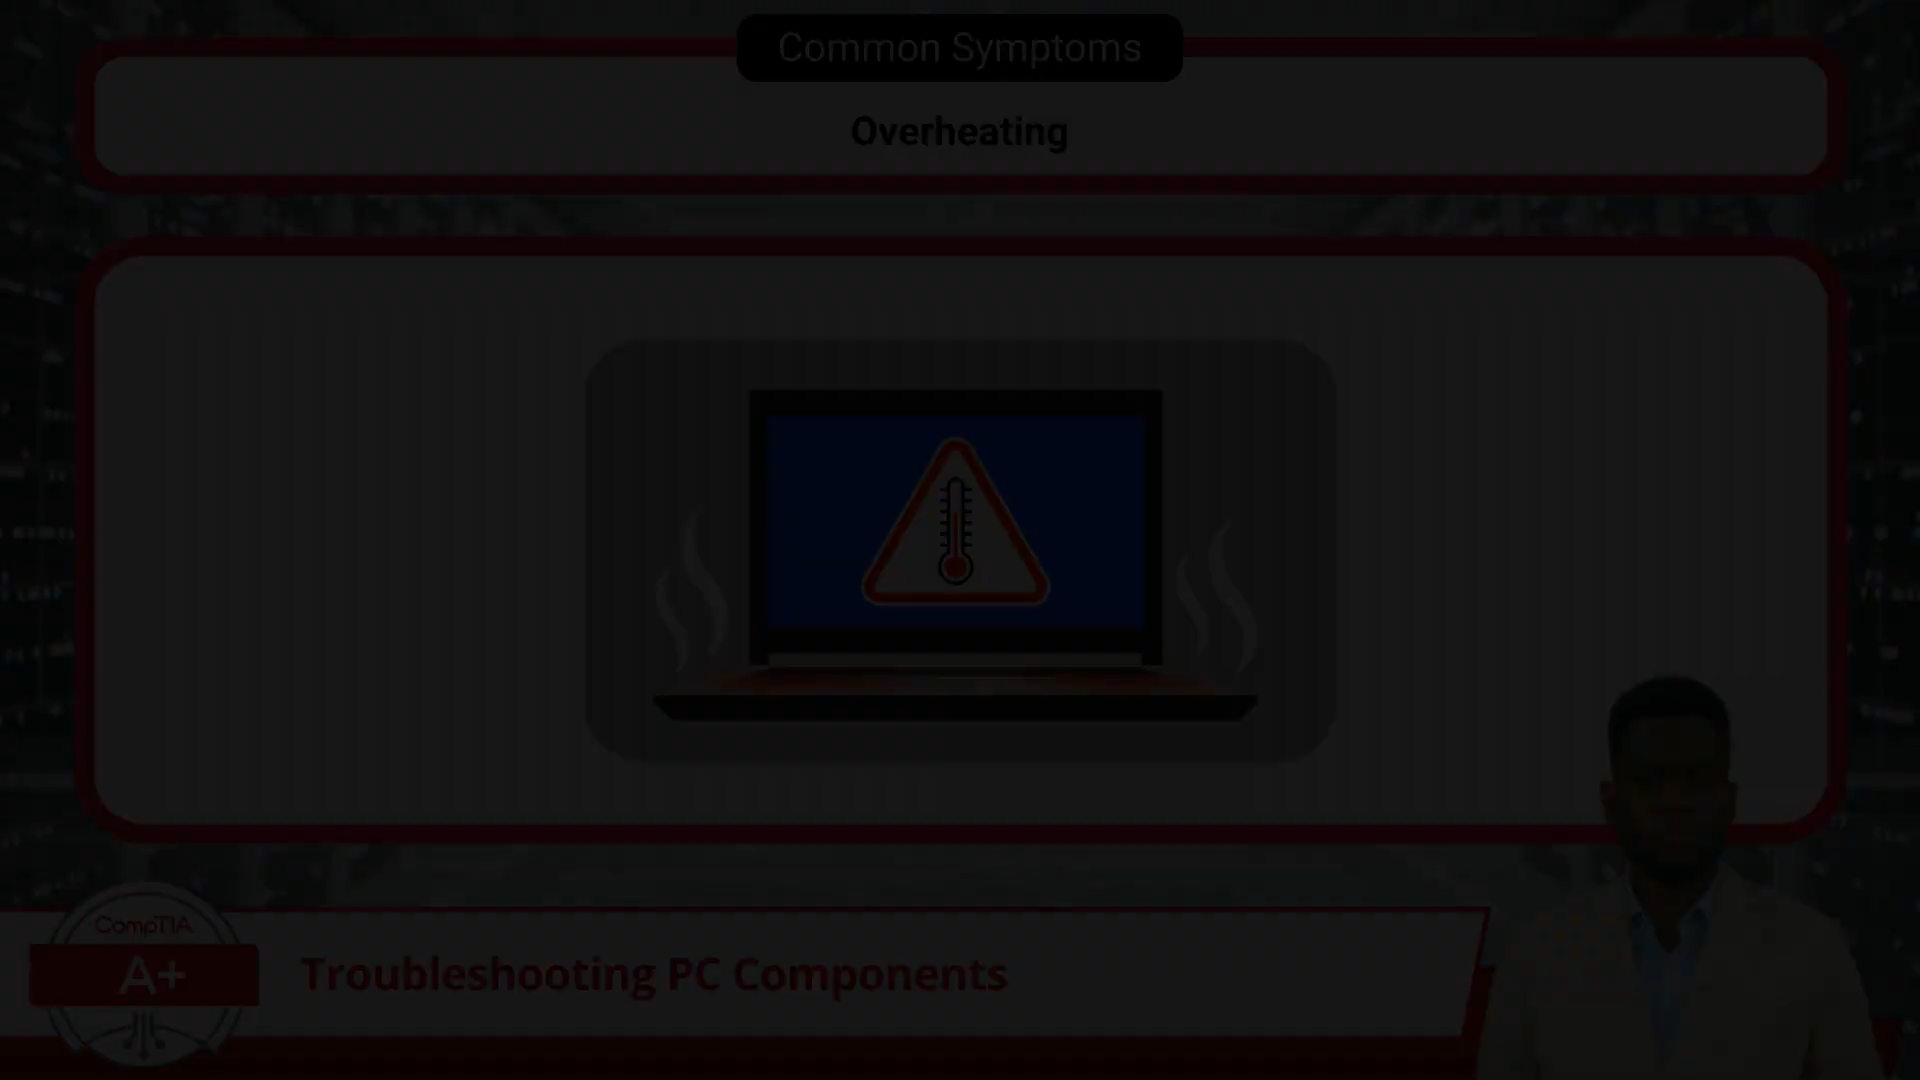 Common Symptoms
Overheating
CompTIA
A+
Troubleshooting PC Components